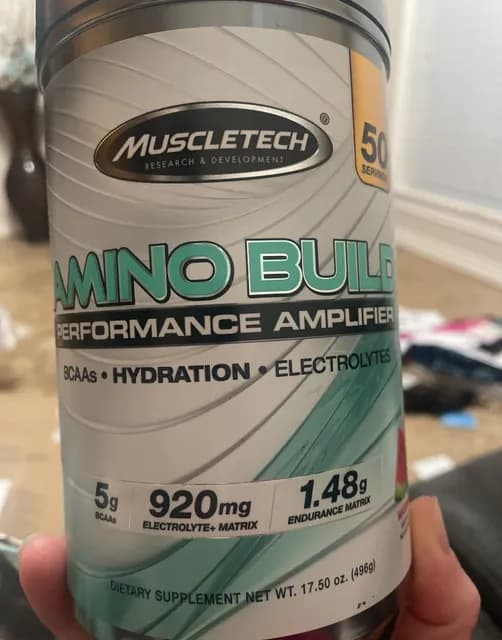 MUSCLETECH®
RESEARCH & DEVELOPMENT
50
AMINO BUILD
PERFORMANCE AMPLIFIER
BCAAs • HYDRATION • ELECTROLYTES
5g
BCAAs
920mg
ELECTROLYTE+ MATRIX
1.48g
ENDURANCE MATRIX
DIETARY SUPPLEMENT NET WT. 17.50 oz. (496g)